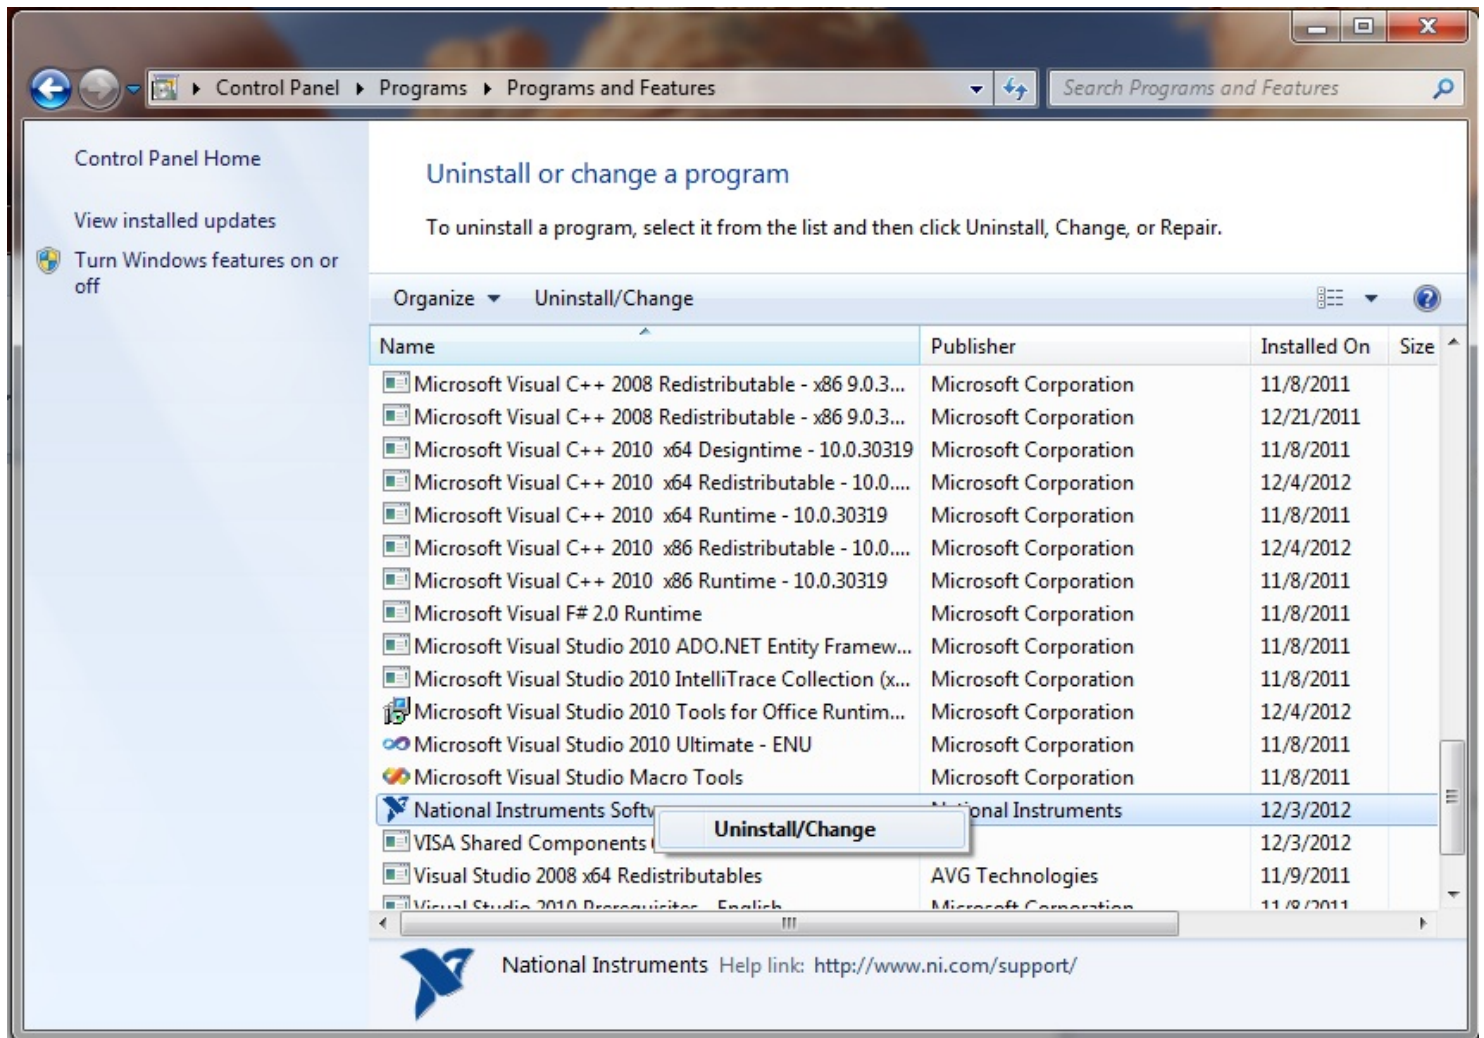 Control Panel Programs Programs and Features
Search Programs and Features
Control Panel Home
View installed updates
Turn Windows features on or
off
Uninstall or change a program
To uninstall a program, select it from the list and then click Uninstall, Change, or Repair.
Organize Uninstall/Change
Name Publisher Installed On Size
Microsoft Visual C++ 2008 Redistributable - x86 9.0.3... Microsoft Corporation 11/8/2011
Microsoft Visual C++ 2008 Redistributable - x86 9.0.3... Microsoft Corporation 12/21/2011
Microsoft Visual C++ 2010 x64 Designtime - 10.0.30319 Microsoft Corporation 11/8/2011
Microsoft Visual C++ 2010 x64 Redistributable - 10.0.... Microsoft Corporation 12/4/2012
Microsoft Visual C++ 2010 x64 Runtime - 10.0.30319 Microsoft Corporation 11/8/2011
Microsoft Visual C++ 2010 x86 Redistributable - 10.0.... Microsoft Corporation 12/4/2012
Microsoft Visual C++ 2010 x86 Runtime - 10.0.30319 Microsoft Corporation 11/8/2011
Microsoft Visual F# 2.0 Runtime Microsoft Corporation 11/8/2011
Microsoft Visual Studio 2010 ADO.NET Entity Framew... Microsoft Corporation 11/8/2011
Microsoft Visual Studio 2010 IntelliTrace Collection (x... Microsoft Corporation 11/8/2011
Microsoft Visual Studio 2010 Tools for Office Runtim... Microsoft Corporation 12/4/2012
Microsoft Visual Studio 2010 Ultimate - ENU Microsoft Corporation 11/8/2011
Microsoft Visual Studio Macro Tools Microsoft Corporation 11/8/2011
National Instruments Instruments 12/3/2012
Uninstall/Change
VISA Shared Components 12/3/2012
Visual Studio 2008 x64 Redistributables AVG Technologies 11/9/2011
Visual Studio 2010 Prerequisites - English Microsoft Corporation 11/8/2011
National Instruments Help link: http://www.ni.com/support/